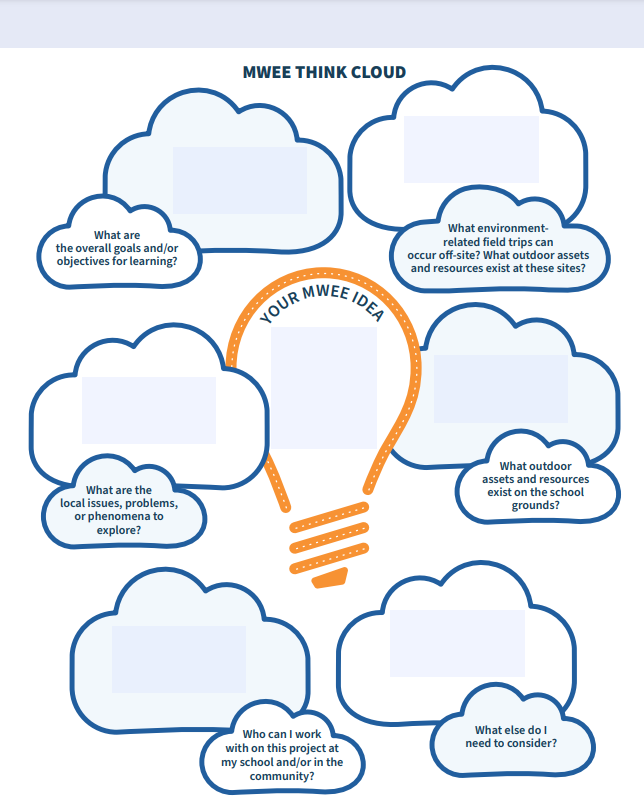 MWEE THINK CLOUD
What are
the overall goals and/or
objectives for learning?
What environment-
related field trips can
occur off-site? What outdoor assets
and resources exist at these sites?
YOUR MWEE IDEA
What are the
local issues, problems,
or phenomena to
explore?
What outdoor
assets and resources
exist on the school
grounds?
Who can I work
with on this project at
my school and/or in the
community?
What else do I
need to consider?